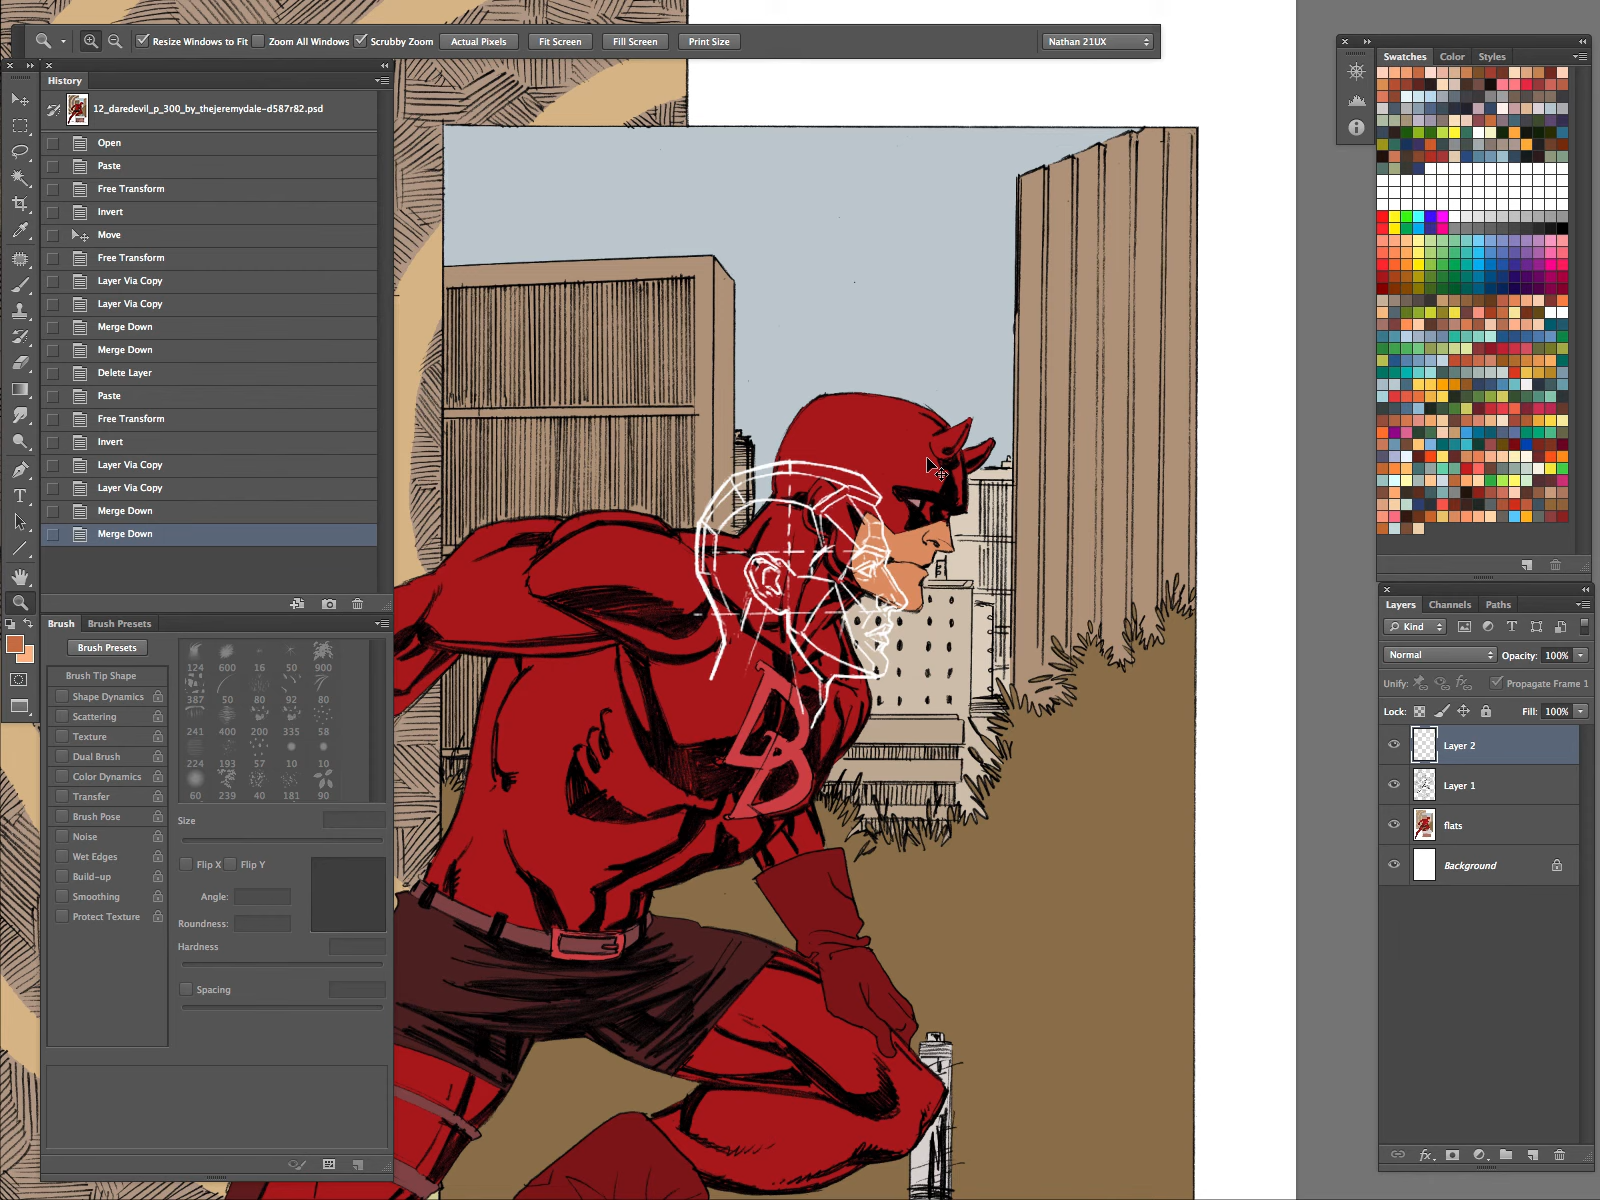 Resize Windows to Fit Zoom All Windows Scrubby Zoom Actual Pixels Fit Screen Fill Screen Print Size Nathan 21UX
History
12_daredevil_p_300_by_thejeremydale-d587r82.psd
Open
Paste
Free Transform
Invert
Move
Free Transform
Layer Via Copy
Layer Via Copy
Merge Down
Merge Down
Delete Layer
Paste
Free Transform
Invert
Layer Via Copy
Layer Via Copy
Merge Down
Merge Down
Brush Brush Presets
Brush Presets
Brush Tip Shape
Shape Dynamics
Scattering
Texture
Dual Brush
Color Dynamics
Transfer
Brush Pose
Noise
Wet Edges
Build-up
Smoothing
Protect Texture
124 600 16 50 900
387 50 80 92 80
241 400 200 335 58
224 193 57 10 10
60 239 40 181 90
Size
Flip X Flip Y
Angle:
Roundness:
Hardness
Spacing
DD
Swatches Color Styles
Layers Channels Paths
Kind
Normal Opacity: 100%
Unify: Propagate Frame 1
Lock: Fill: 100%
Layer 2
Layer 1
flats
Background